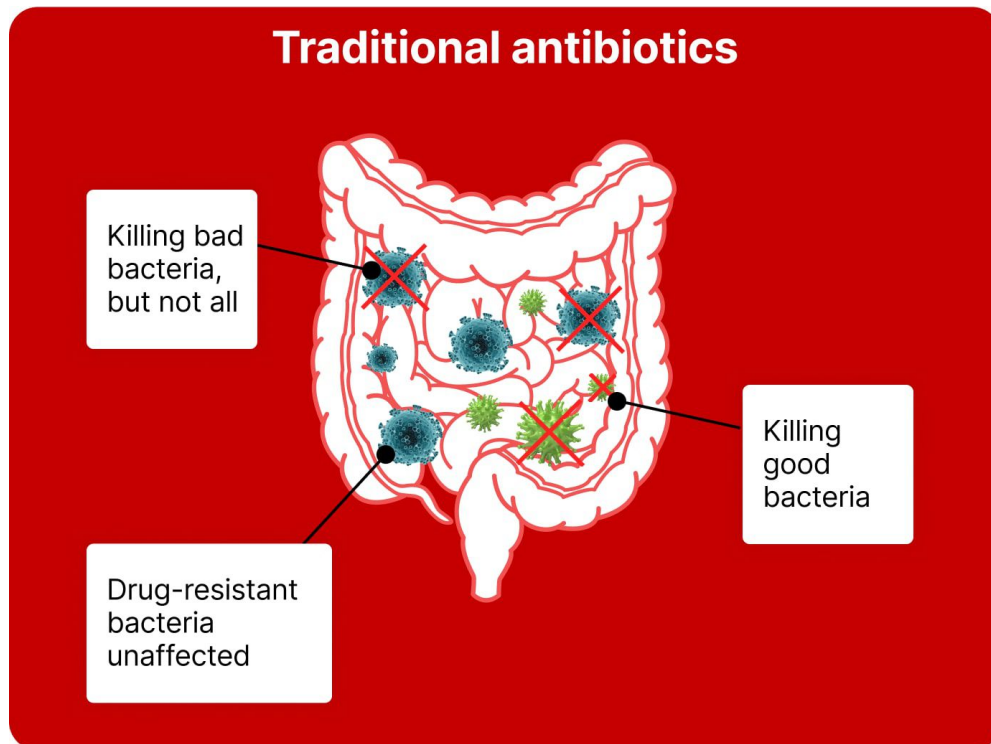 Traditional antibiotics
Killing bad
bacteria,
but not all
Killing
good
bacteria
Drug-resistant
bacteria
unaffected